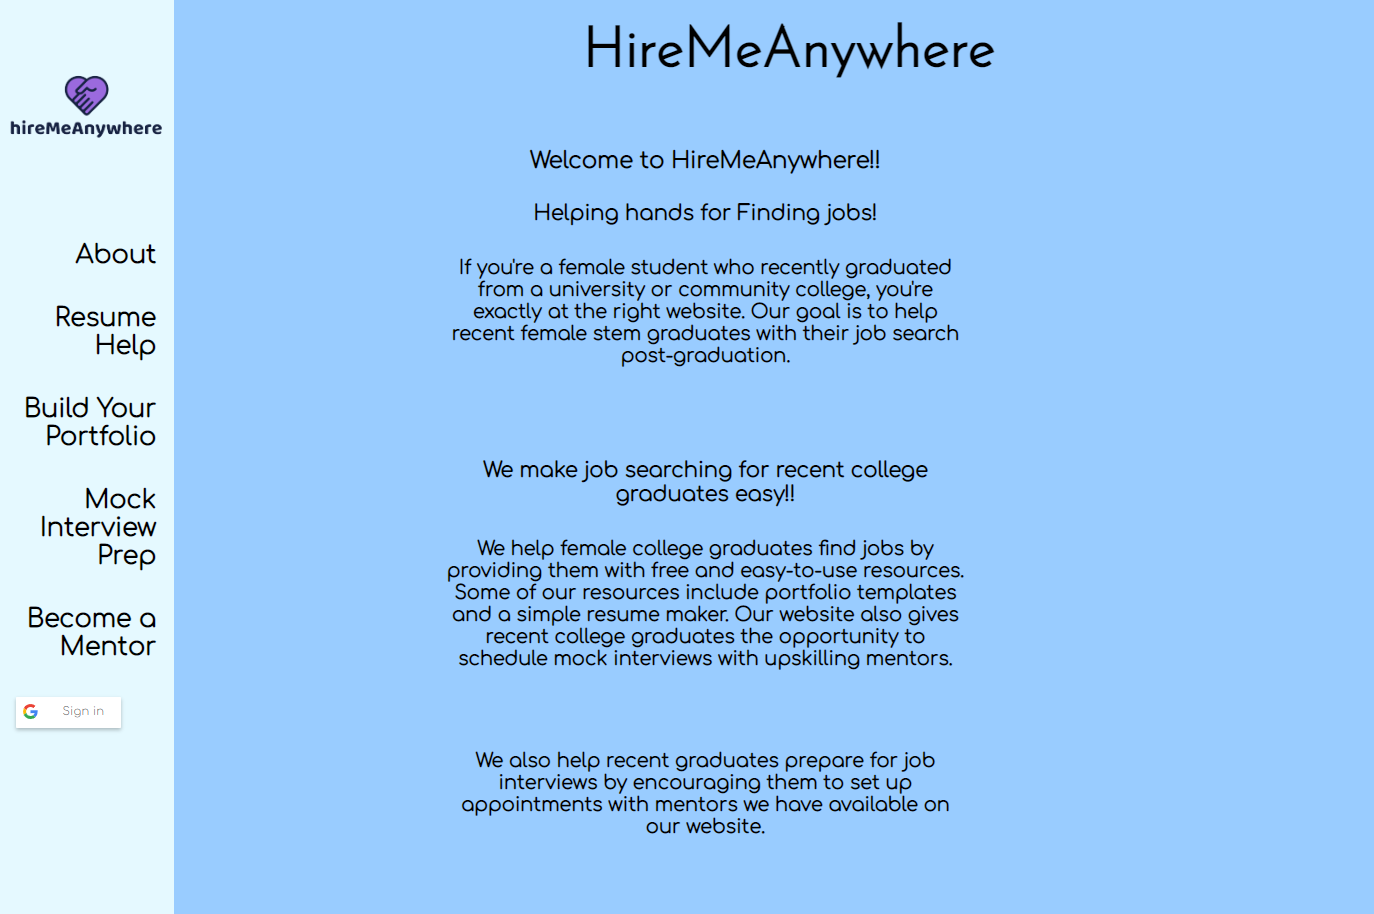 hireMeAnywhere
About
Resume
Help
Build Your
Portfolio
Mock
Interview
Prep
Become a
Mentor
Sign in
HireMeAnywhere
Welcome to HireMeAnywhere!!
Helping hands for Finding jobs!
If you're a female student who recently graduated
from a university or community college, you're
exactly at the right website. Our goal is to help
recent female stem graduates with their job search
post-graduation.
We make job searching for recent college
graduates easy!!
We help female college graduates find jobs by
providing them with free and easy-to-use resources.
Some of our resources include portfolio templates
and a simple resume maker. Our website also gives
recent college graduates the opportunity to
schedule mock interviews with upskilling mentors.
We also help recent graduates prepare for job
interviews by encouraging them to set up
appointments with mentors we have available on
our website.